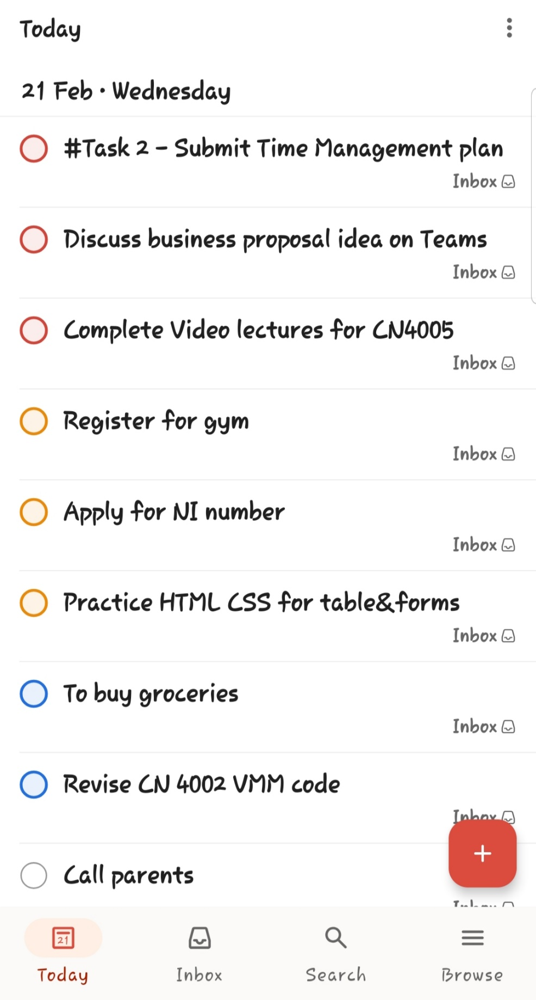 Today
21 Feb • Wednesday
#Task 2 - Submit Time Management plan
Inbox
Discuss business proposal idea on Teams
Inbox
Complete Video lectures for CN4005
Inbox
Register for gym
Inbox
Apply for NI number
Inbox
Practice HTML CSS for table&forms
Inbox
To buy groceries
Inbox
Revise CN 4002 VMM code
Inbox
Call parents
21
Today Inbox Search Browse